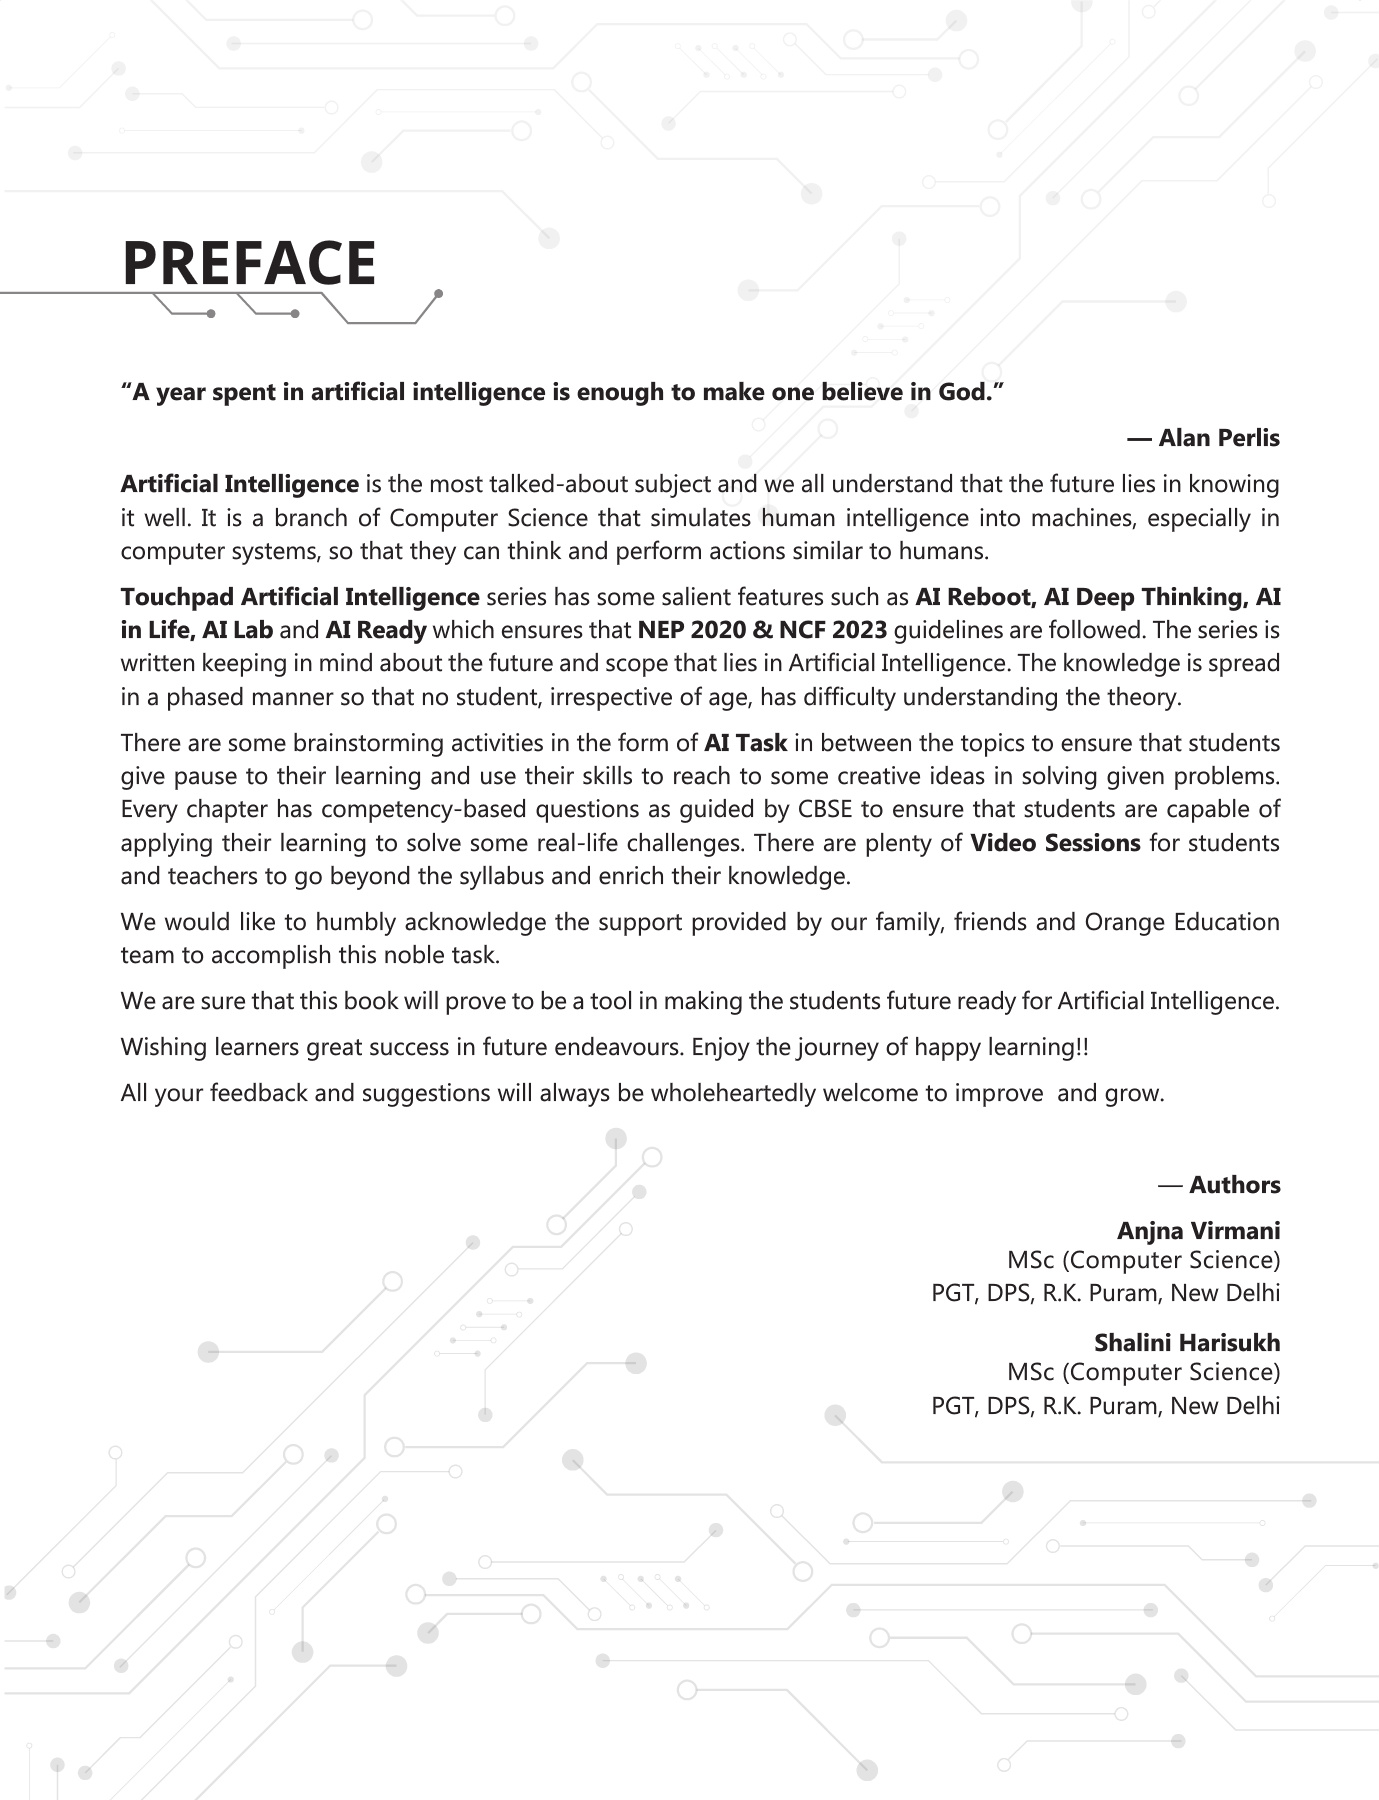 PREFACE
“A year spent in artificial intelligence is enough to make one believe in God.”
— Alan Perlis
Artificial Intelligence is the most talked-about subject and we all understand that the future lies in knowing
it well. It is a branch of Computer Science that simulates human intelligence into machines, especially in
computer systems, so that they can think and perform actions similar to humans.
Touchpad Artificial Intelligence series has some salient features such as AI Reboot, AI Deep Thinking, AI
in Life, AI Lab and AI Ready which ensures that NEP 2020 & NCF 2023 guidelines are followed. The series is
written keeping in mind about the future and scope that lies in Artificial Intelligence. The knowledge is spread
in a phased manner so that no student, irrespective of age, has difficulty understanding the theory.
There are some brainstorming activities in the form of AI Task in between the topics to ensure that students
give pause to their learning and use their skills to reach to some creative ideas in solving given problems.
Every chapter has competency-based questions as guided by CBSE to ensure that students are capable of
applying their learning to solve some real-life challenges. There are plenty of Video Sessions for students
and teachers to go beyond the syllabus and enrich their knowledge.
We would like to humbly acknowledge the support provided by our family, friends and Orange Education
team to accomplish this noble task.
We are sure that this book will prove to be a tool in making the students future ready for Artificial Intelligence.
Wishing learners great success in future endeavours. Enjoy the journey of happy learning!!
All your feedback and suggestions will always be wholeheartedly welcome to improve  and grow.
— Authors
Anjna Virmani
MSc (Computer Science)
PGT, DPS, R.K. Puram, New Delhi
Shalini Harisukh
MSc (Computer Science)
PGT, DPS, R.K. Puram, New Delhi